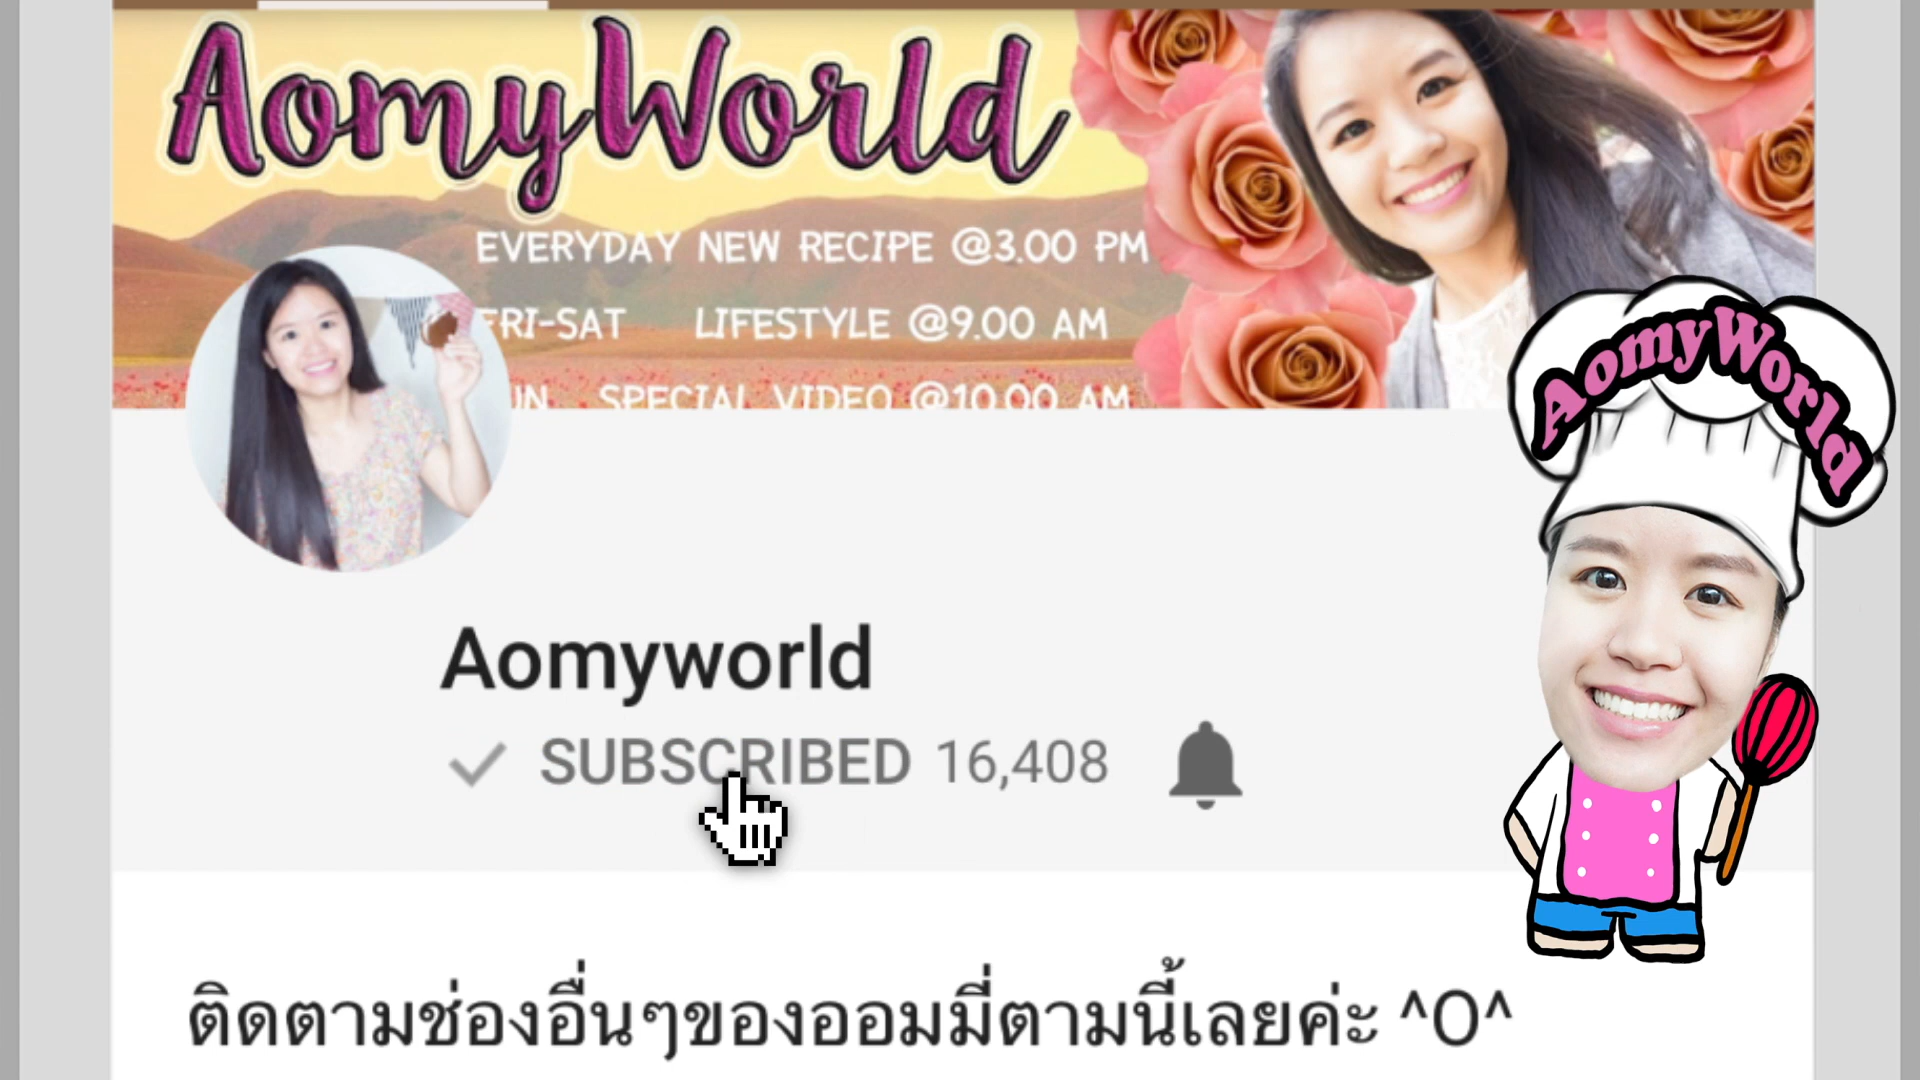 AomyWorld
EVERYDAY NEW RECIPE @3.00 PM
FRI-SAT LIFESTYLE @9.00 AM
UN SPECIAL VIDEO @10.00 AM
AomyWorld
Aomyworld
SUBSCRIBED 16,408
ติดตามช่องอื่นๆของออมมี่ตามนี้เลยค่ะ ^O^